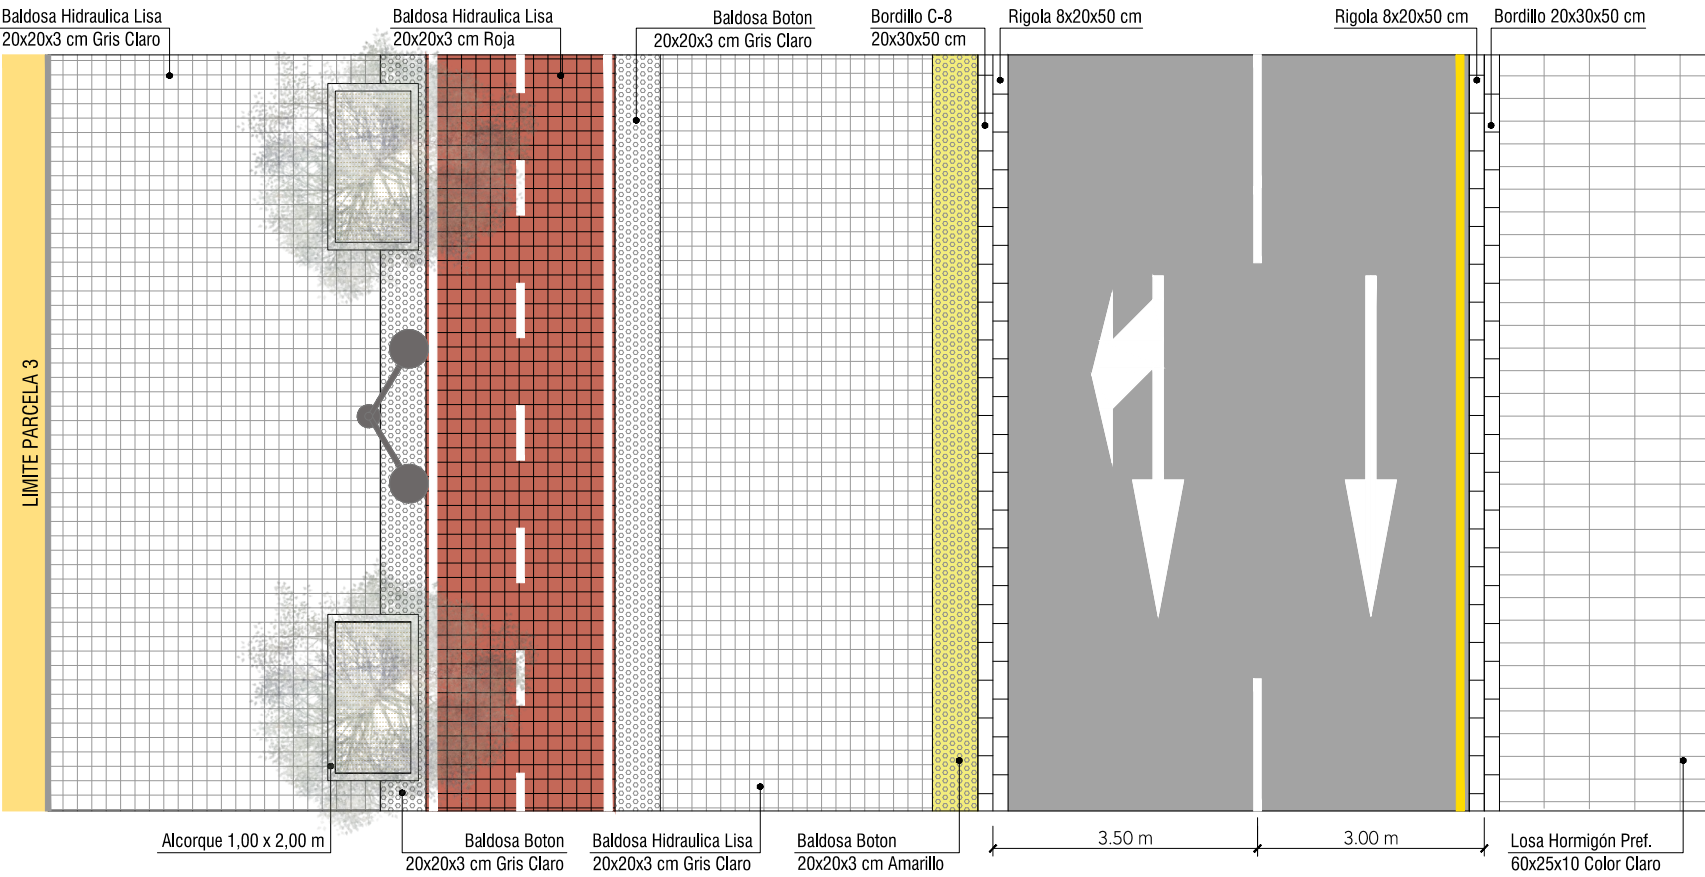 Baldosa Hidraulica Lisa
20x20x3 cm Gris Claro
Baldosa Hidraulica Lisa
20x20x3 cm Roja
Baldosa Boton
20x20x3 cm Gris Claro
Bordillo C-8
20x30x50 cm
Rigola 8x20x50 cm
Rigola 8x20x50 cm
Bordillo 20x30x50 cm
LIMITE PARCELA 3
Alcorque 1,00 x 2,00 m
Baldosa Boton
20x20x3 cm Gris Claro
Baldosa Hidraulica Lisa
20x20x3 cm Gris Claro
Baldosa Boton
20x20x3 cm Amarillo
3.50 m
3.00 m
Losa Hormigón Pref.
60x25x10 Color Claro